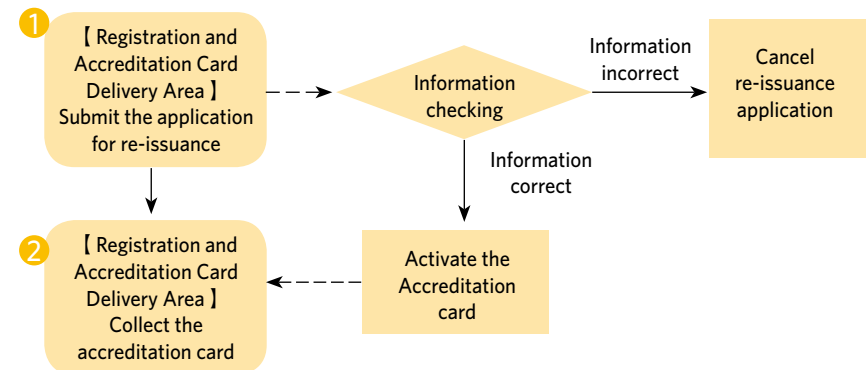 1
【 Registration and
Accreditation Card
Delivery Area 】
Submit the application
for re-issuance
Information
checking
Information
incorrect
Cancel
re-issuance
application
Information
correct
2
【 Registration and
Accreditation Card
Delivery Area 】
Collect the
accreditation card
Activate the
Accreditation
card